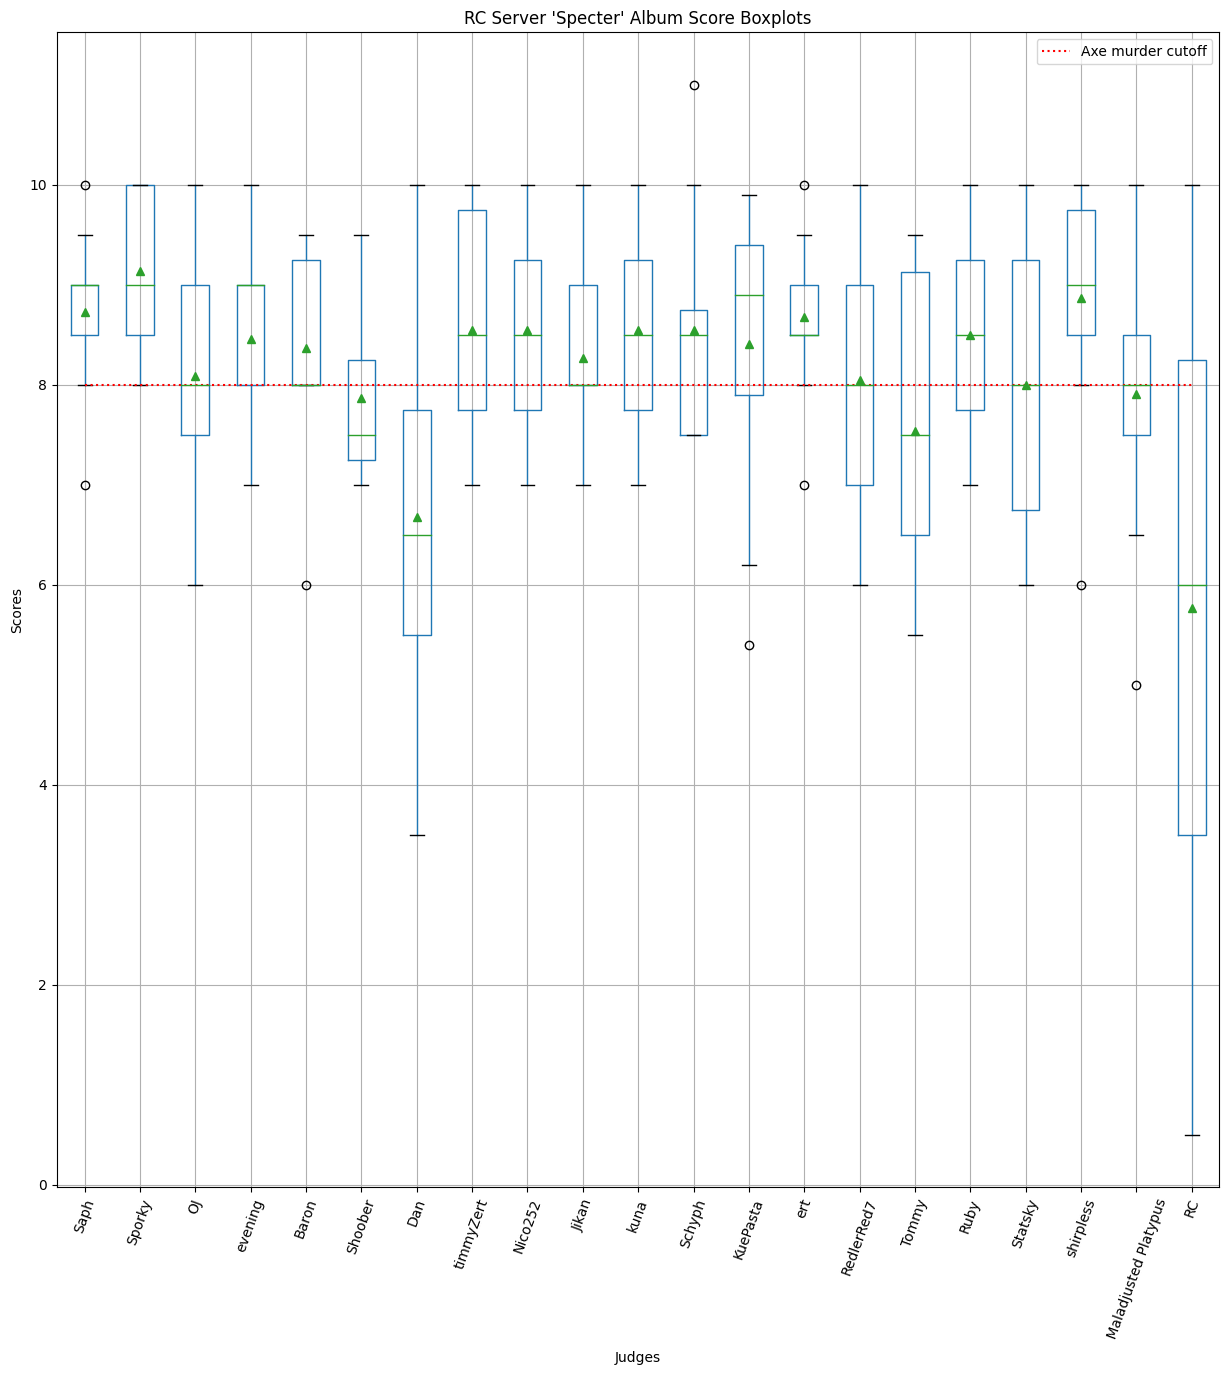 RC Server 'Specter' Album Score Boxplots
Axe murder cutoff
10
8
6
4
2
0
Scores
Saph
Sporky
OJ
evening
Baron
Shoober
Dan
timmyZert
Nico252
jikan
kuna
Schyph
KuePasta
ert
RedlerRed7
Tommy
Ruby
Statsky
shirpless
Maladjusted Platypus
RC
Judges